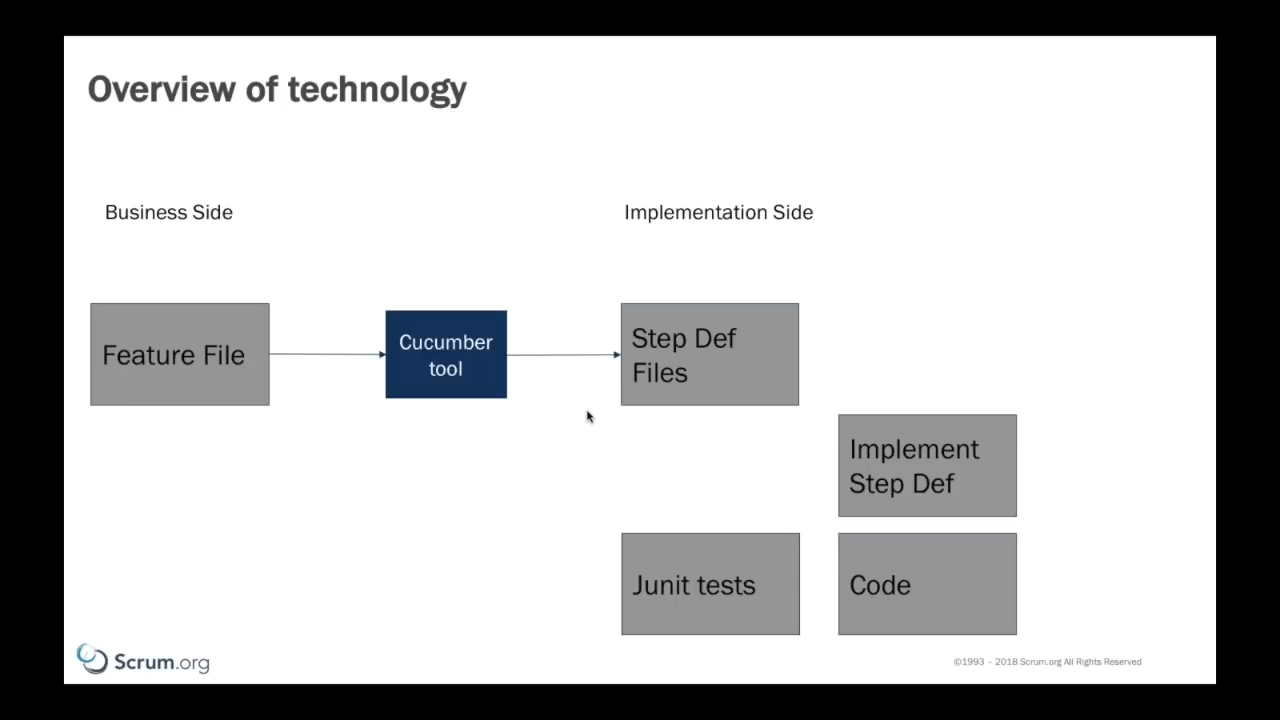 Overview of technology
Business Side
Implementation Side
Feature File
Cucumber
tool
Step Def
Files
Implement
Step Def
Junit tests
Code
Scrum.org
©1993 – 2018 Scrum.org All Rights Reserved